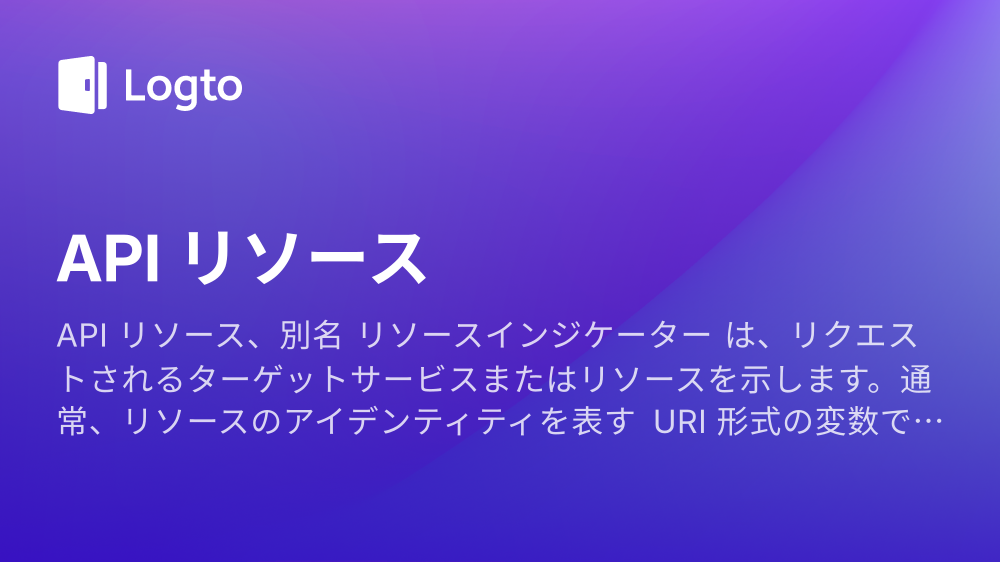 Logto
API リソース
API リソース、別名 リソースインジケーター は、リクエス
トされるターゲットサービスまたはリソースを示します。通
常、リソースのアイデンティティを表す URI 形式の変数で…